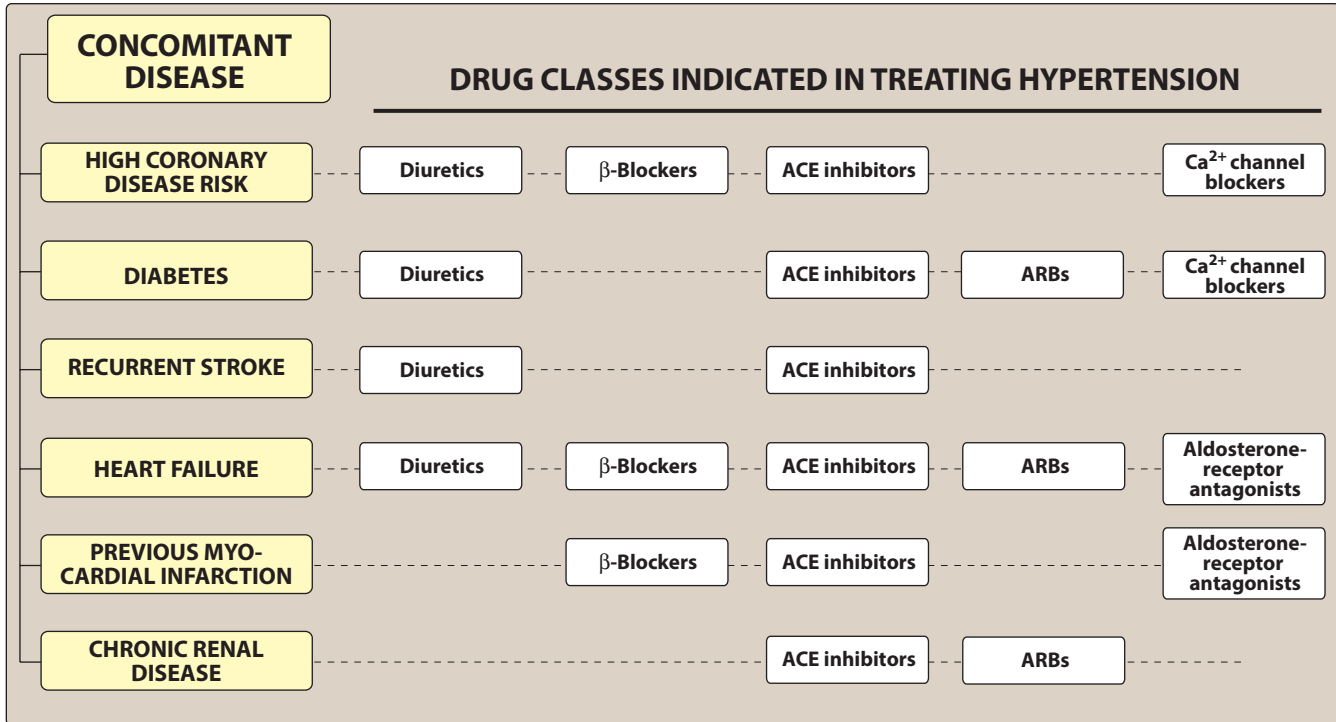 CONCOMITANT
DISEASE
DRUG CLASSES INDICATED IN TREATING HYPERTENSION
HIGH CORONARY
DISEASE RISK
Diuretics
β-Blockers
ACE inhibitors
Ca²⁺ channel
blockers
DIABETES
Diuretics
ACE inhibitors
ARBs
Ca²⁺ channel
blockers
RECURRENT STROKE
Diuretics
ACE inhibitors
HEART FAILURE
Diuretics
β-Blockers
ACE inhibitors
ARBs
Aldosterone-
receptor
antagonists
PREVIOUS MYO-
CARDIAL INFARCTION
β-Blockers
ACE inhibitors
Aldosterone-
receptor
antagonists
CHRONIC RENAL
DISEASE
ACE inhibitors
ARBs